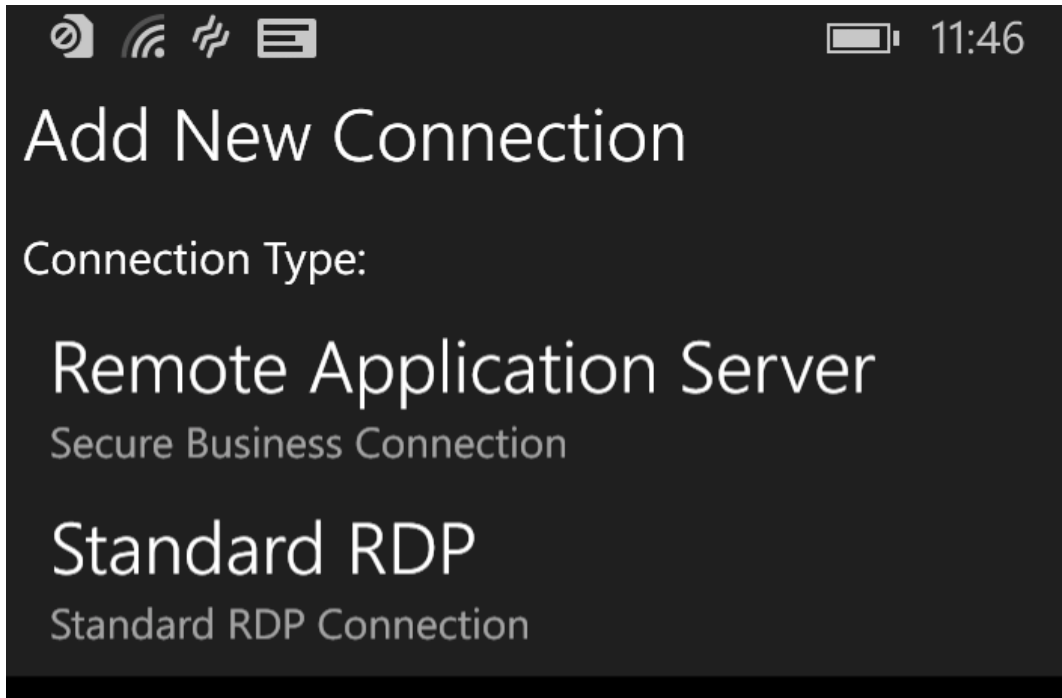 11:46
Add New Connection
Connection Type:
Remote Application Server
Secure Business Connection
Standard RDP
Standard RDP Connection